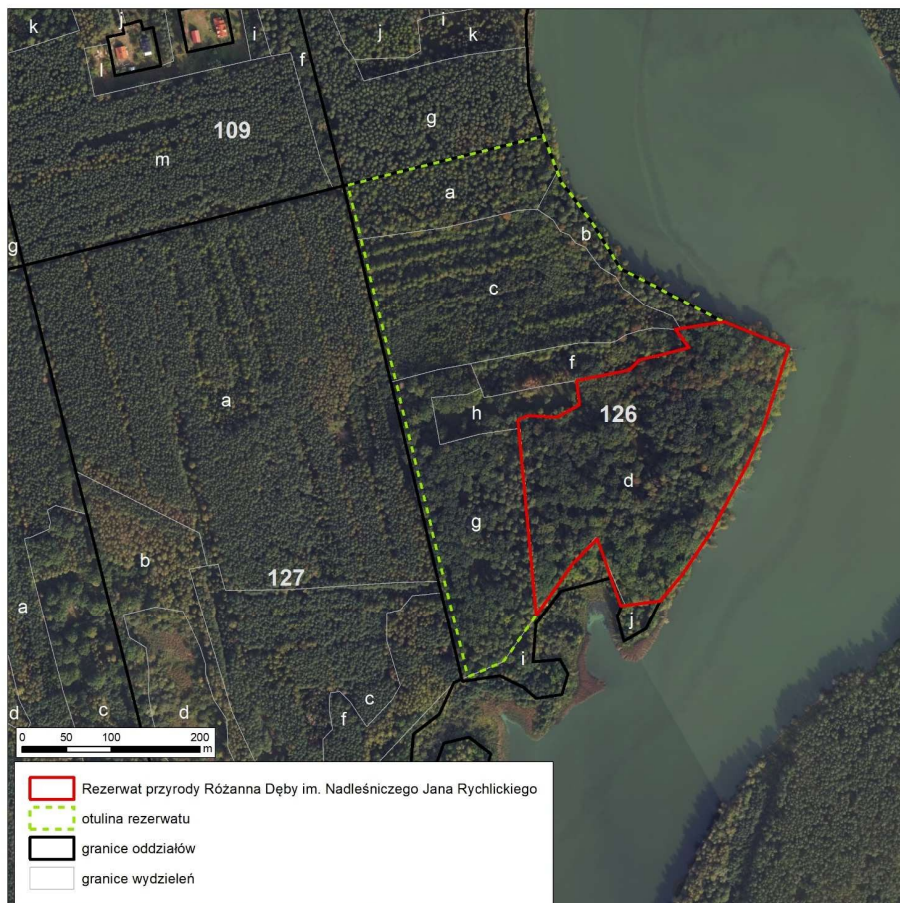 k
j
i
j
i
k
l
f
g
109
m
a
g
b
c
a
f
h
126
d
g
b
127
a
j
i
c
f
d
c
d
0 50 100 200
m
Rezerwat przyrody Różanna Dęby im. Nadleśniczego Jana Rychlickiego
otulina rezerwatu
granice oddziałów
granice wydzieleń